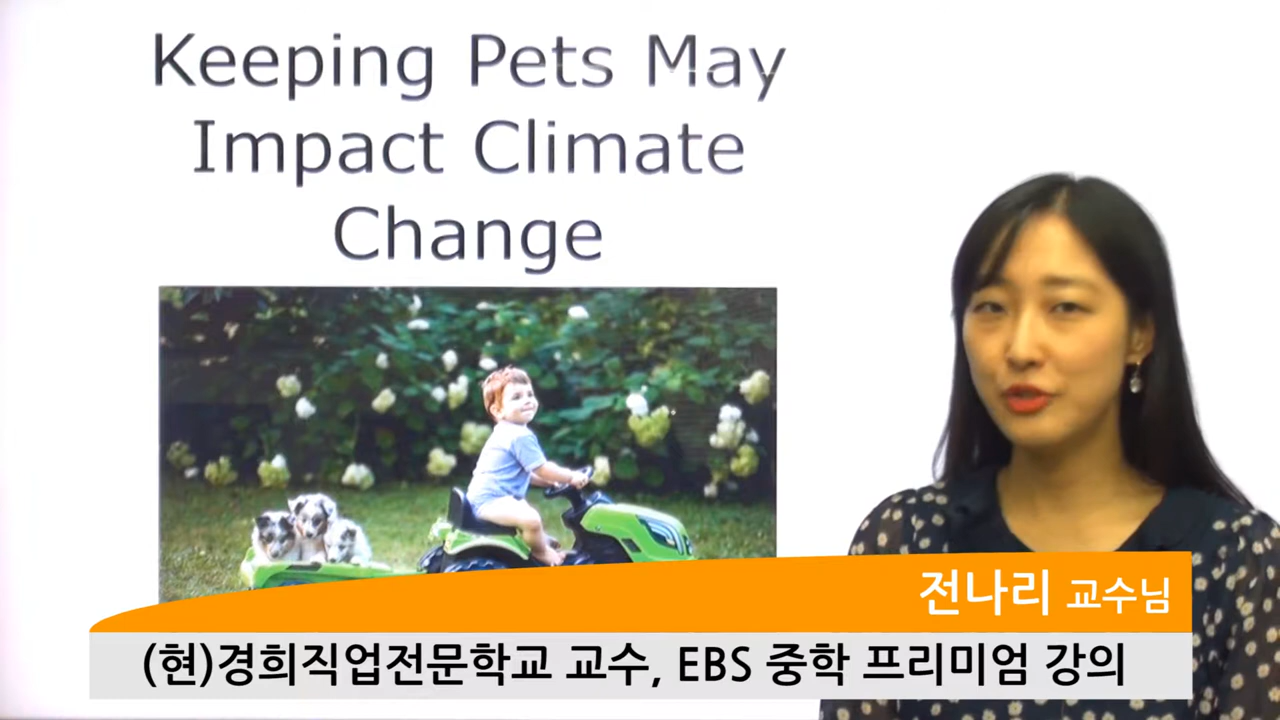 Keeping Pets May
Impact Climate
Change
전나리 교수님
(현)경희직업전문학교 교수, EBS 중학 프리미엄 강의